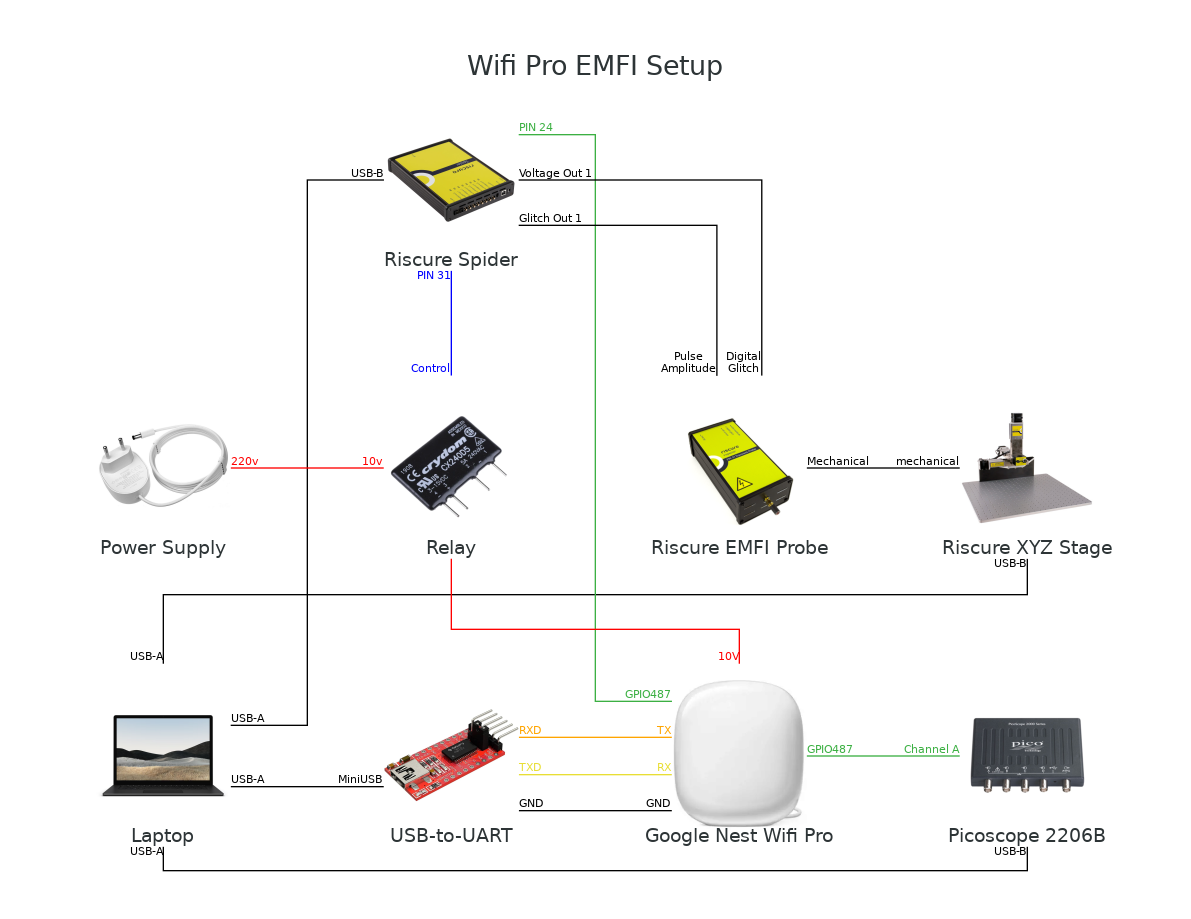 Wifi Pro EMFI Setup
PIN 24
USB-B
Voltage Out 1
Glitch Out 1
riscure
Riscure Spider
PIN 31
Control
Pulse
Amplitude
Digital
Glitch
220v
10v
crydom
CX240D5
riscure
Mechanical
mechanical
Power Supply
Relay
Riscure EMFI Probe
Riscure XYZ Stage
USB-B
USB-A
10V
GPIO487
USB-A
RXD
TX
GPIO487
Channel A
pico
TXD
RX
USB-A
MiniUSB
GND
GND
Laptop
USB-to-UART
Google Nest Wifi Pro
Picoscope 2206B
USB-A
USB-B